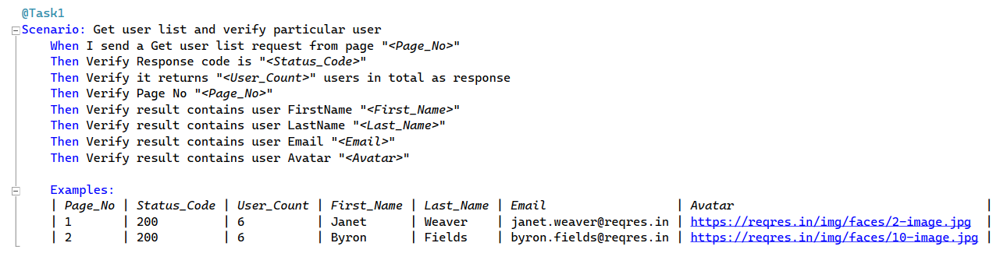 @Task1
Scenario: Get user list and verify particular user
When I send a Get user list request from page "<Page_No>"
Then Verify Response code is "<Status_Code>"
Then Verify it returns "<User_Count>" users in total as response
Then Verify Page No "<Page_No>"
Then Verify result contains user FirstName "<First_Name>"
Then Verify result contains user LastName "<Last_Name>"
Then Verify result contains user Email "<Email>"
Then Verify result contains user Avatar "<Avatar>"
Examples:
| Page_No | Status_Code | User_Count | First_Name | Last_Name | Email | Avatar |
| 1 | 200 | 6 | Janet | Weaver | janet.weaver@reqres.in | https://reqres.in/img/faces/2-image.jpg |
| 2 | 200 | 6 | Byron | Fields | byron.fields@reqres.in | https://reqres.in/img/faces/10-image.jpg |